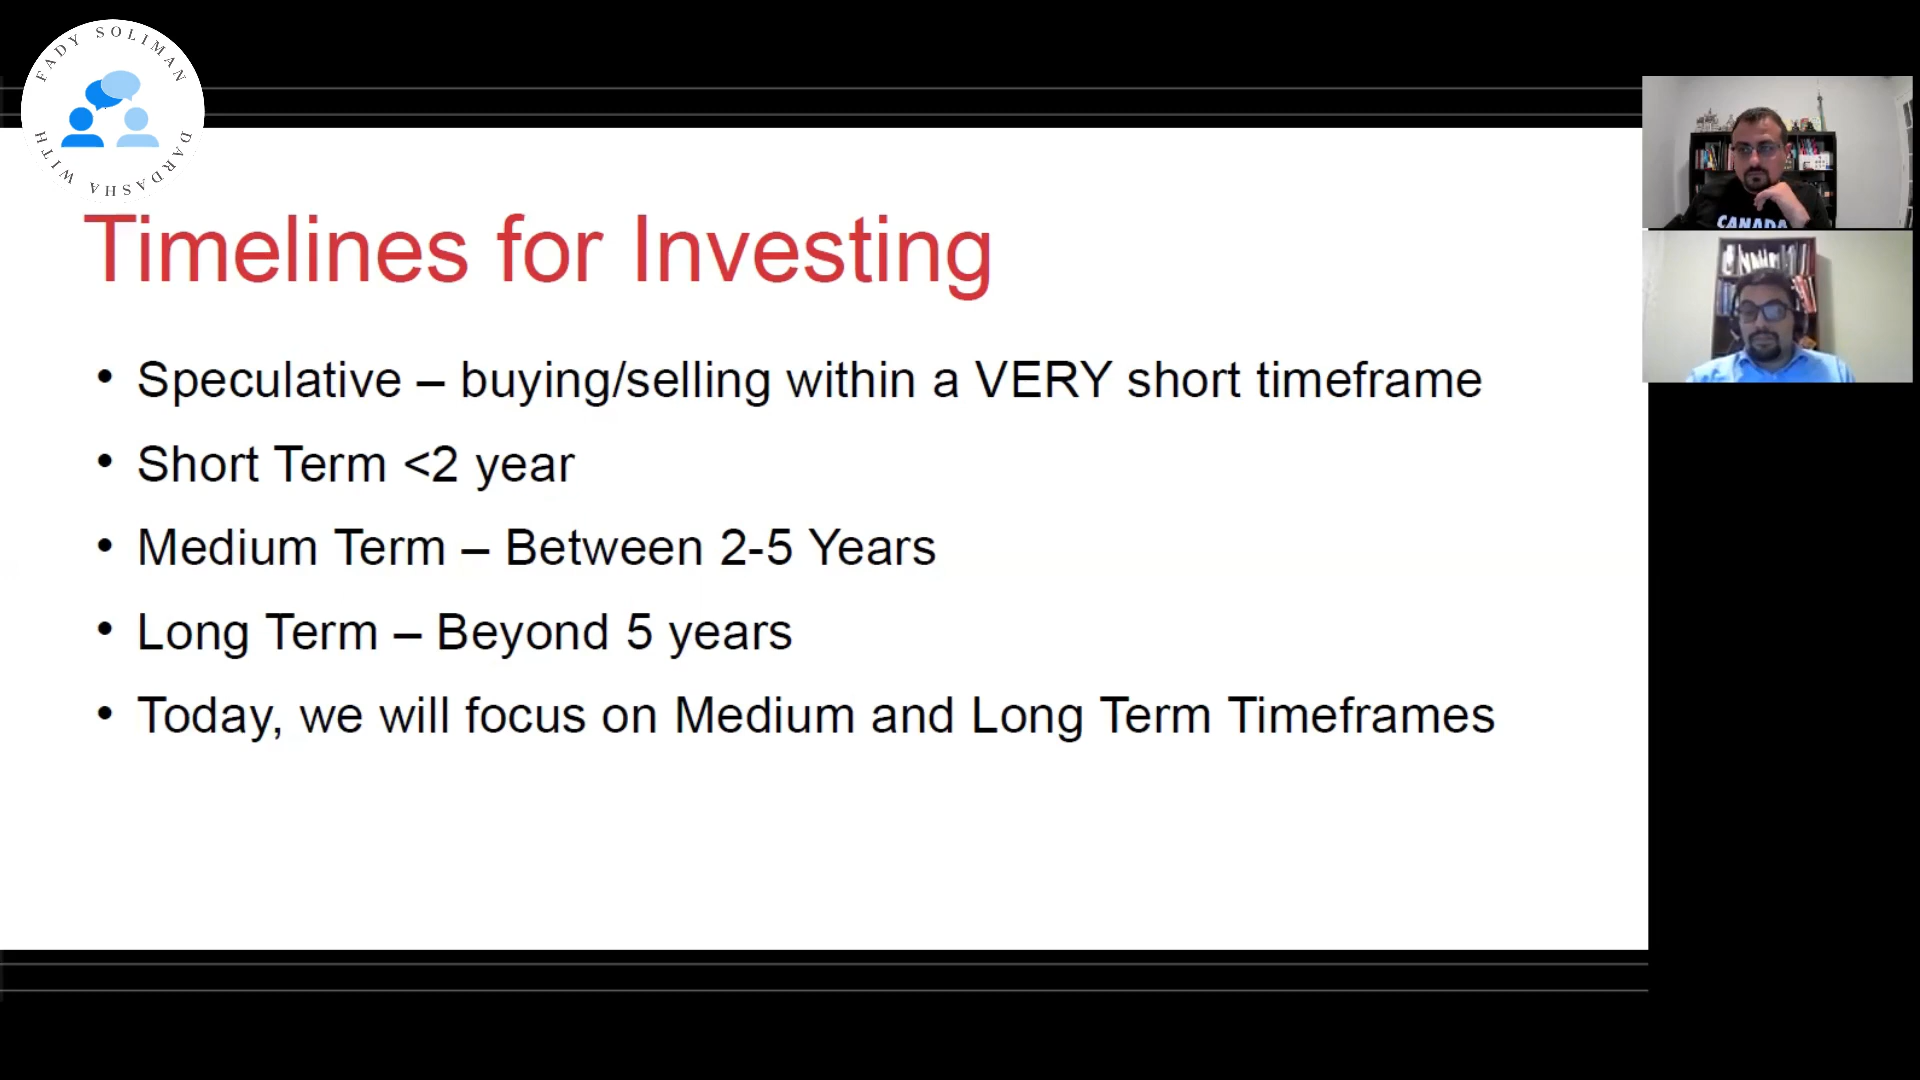 FADY SOLIMAN
DARDASHA WITH
Timelines for Investing
• Speculative – buying/selling within a VERY short timeframe
• Short Term <2 year
• Medium Term – Between 2-5 Years
• Long Term – Beyond 5 years
• Today, we will focus on Medium and Long Term Timeframes
CANADA